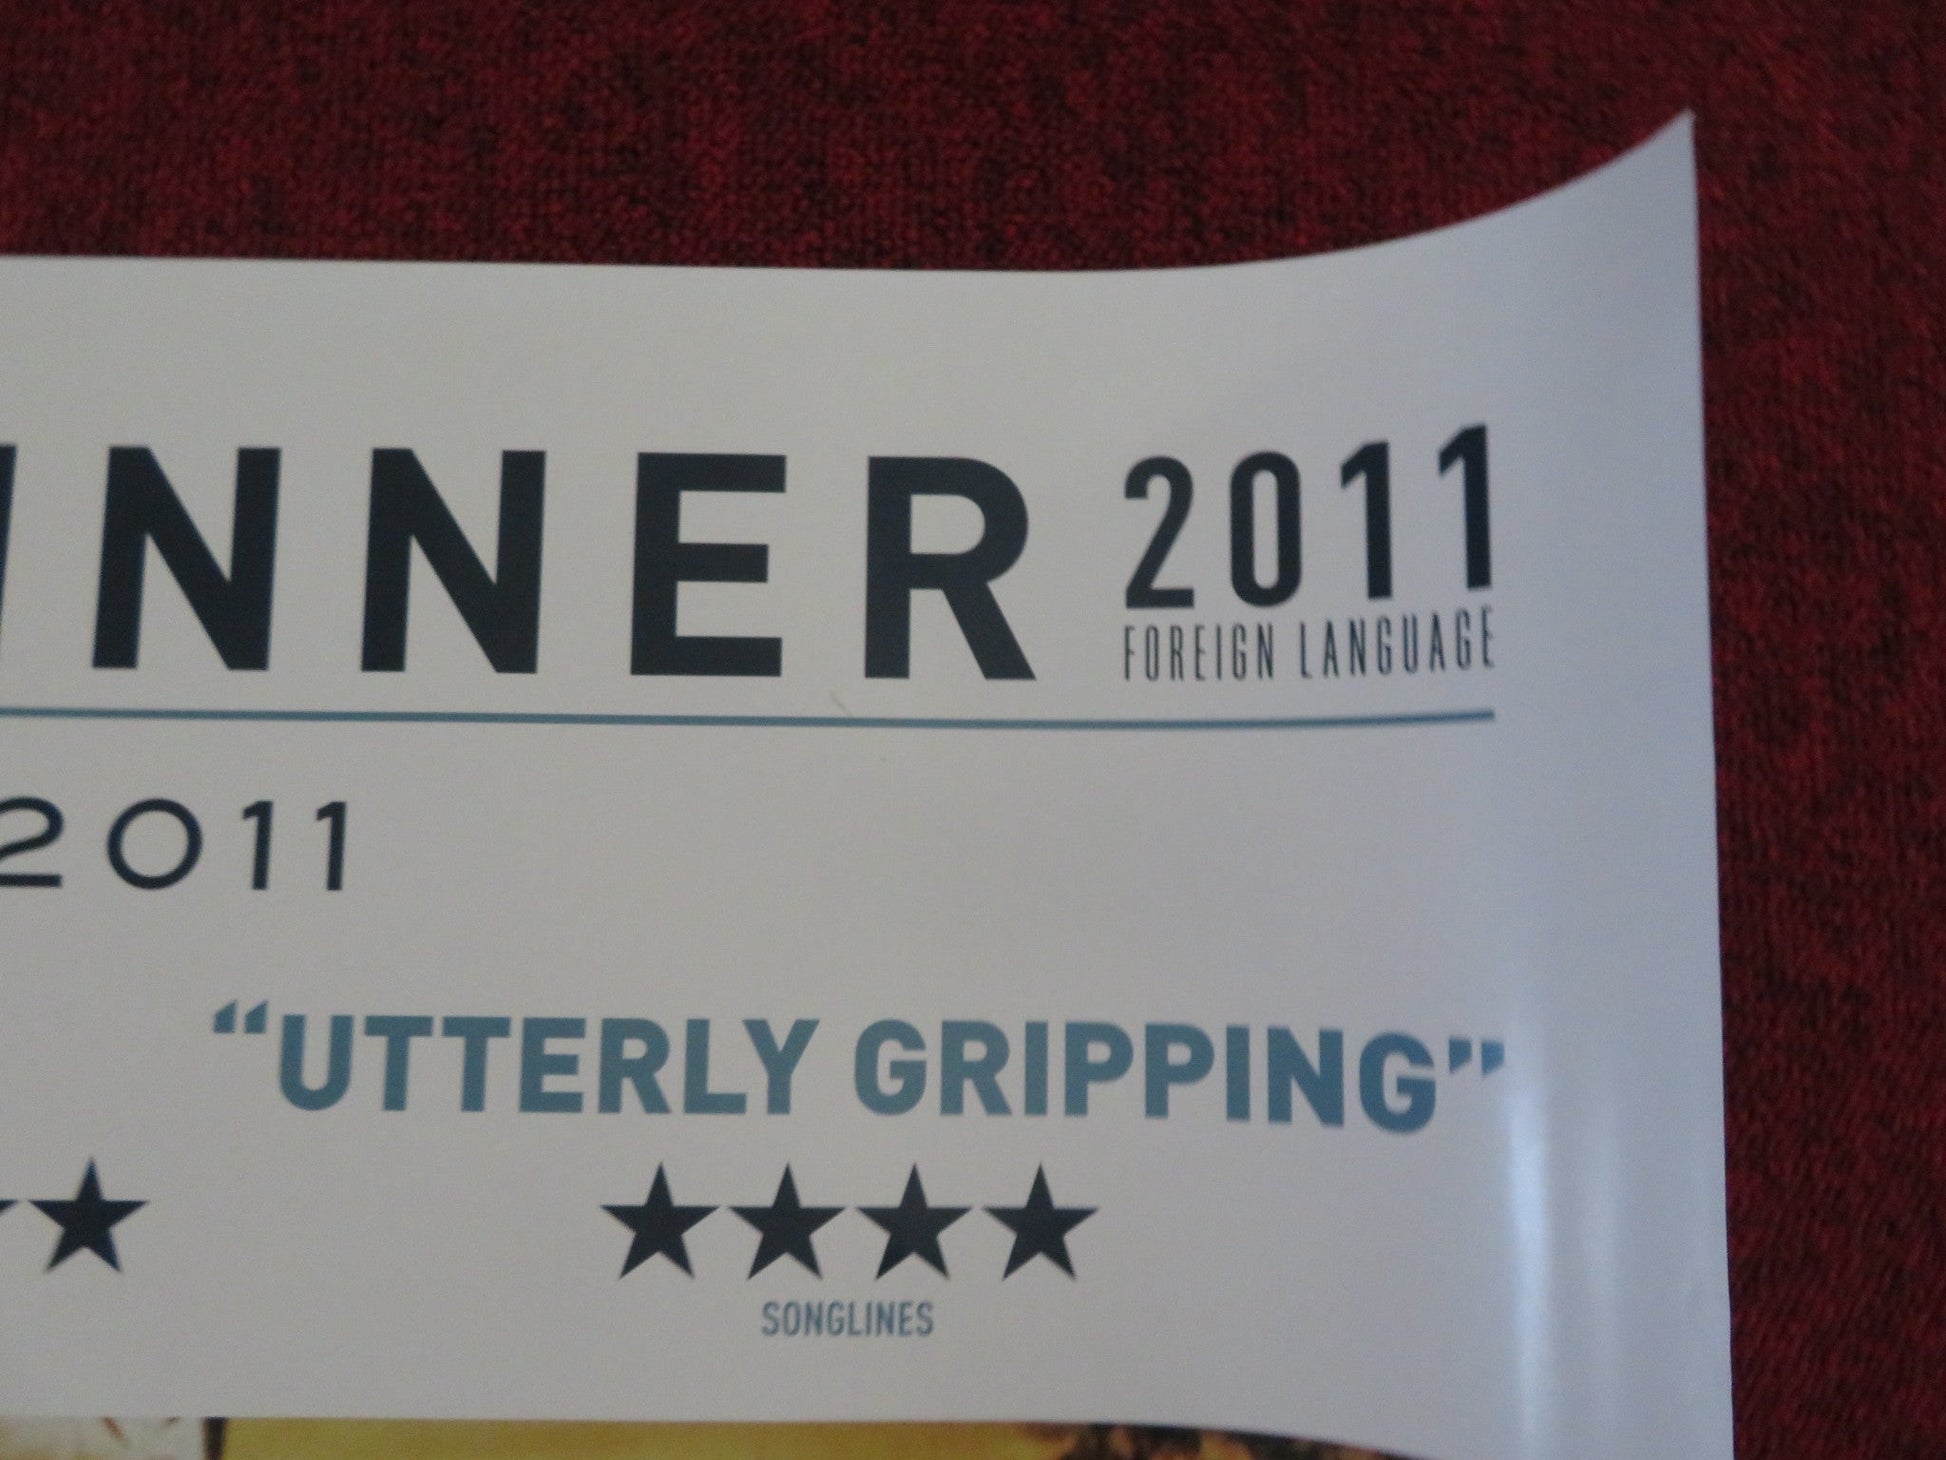 INNER 2011
FOREIGN LANGUAGE
2011
“UTTERLY GRIPPING”
★ ★★★★
SONGLINES